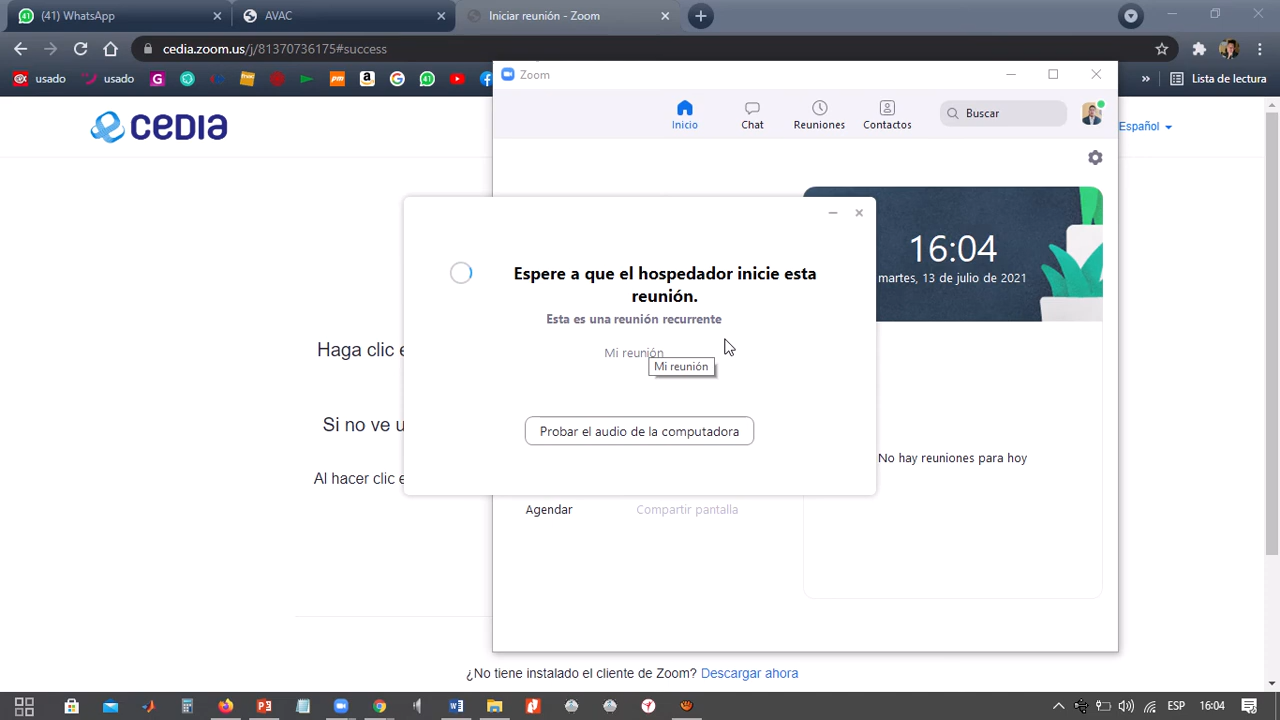 (41) WhatsApp
AVAC
Iniciar reunión - Zoom
cedia.zoom.us/j/81370736175#success
usado
usado
Lista de lectura
cedia
Español
Zoom
Inicio
Chat
Reuniones
Contactos
Buscar
16:04
martes, 13 de julio de 2021
Espere a que el hospedador inicie esta
reunión.
Esta es una reunión recurrente
Mi reunión
Mi reunión
Probar el audio de la computadora
Haga clic e
Si no ve u
Al hacer clic e
No hay reuniones para hoy
Agendar
Compartir pantalla
¿No tiene instalado el cliente de Zoom? Descargar ahora
ESP
16:04